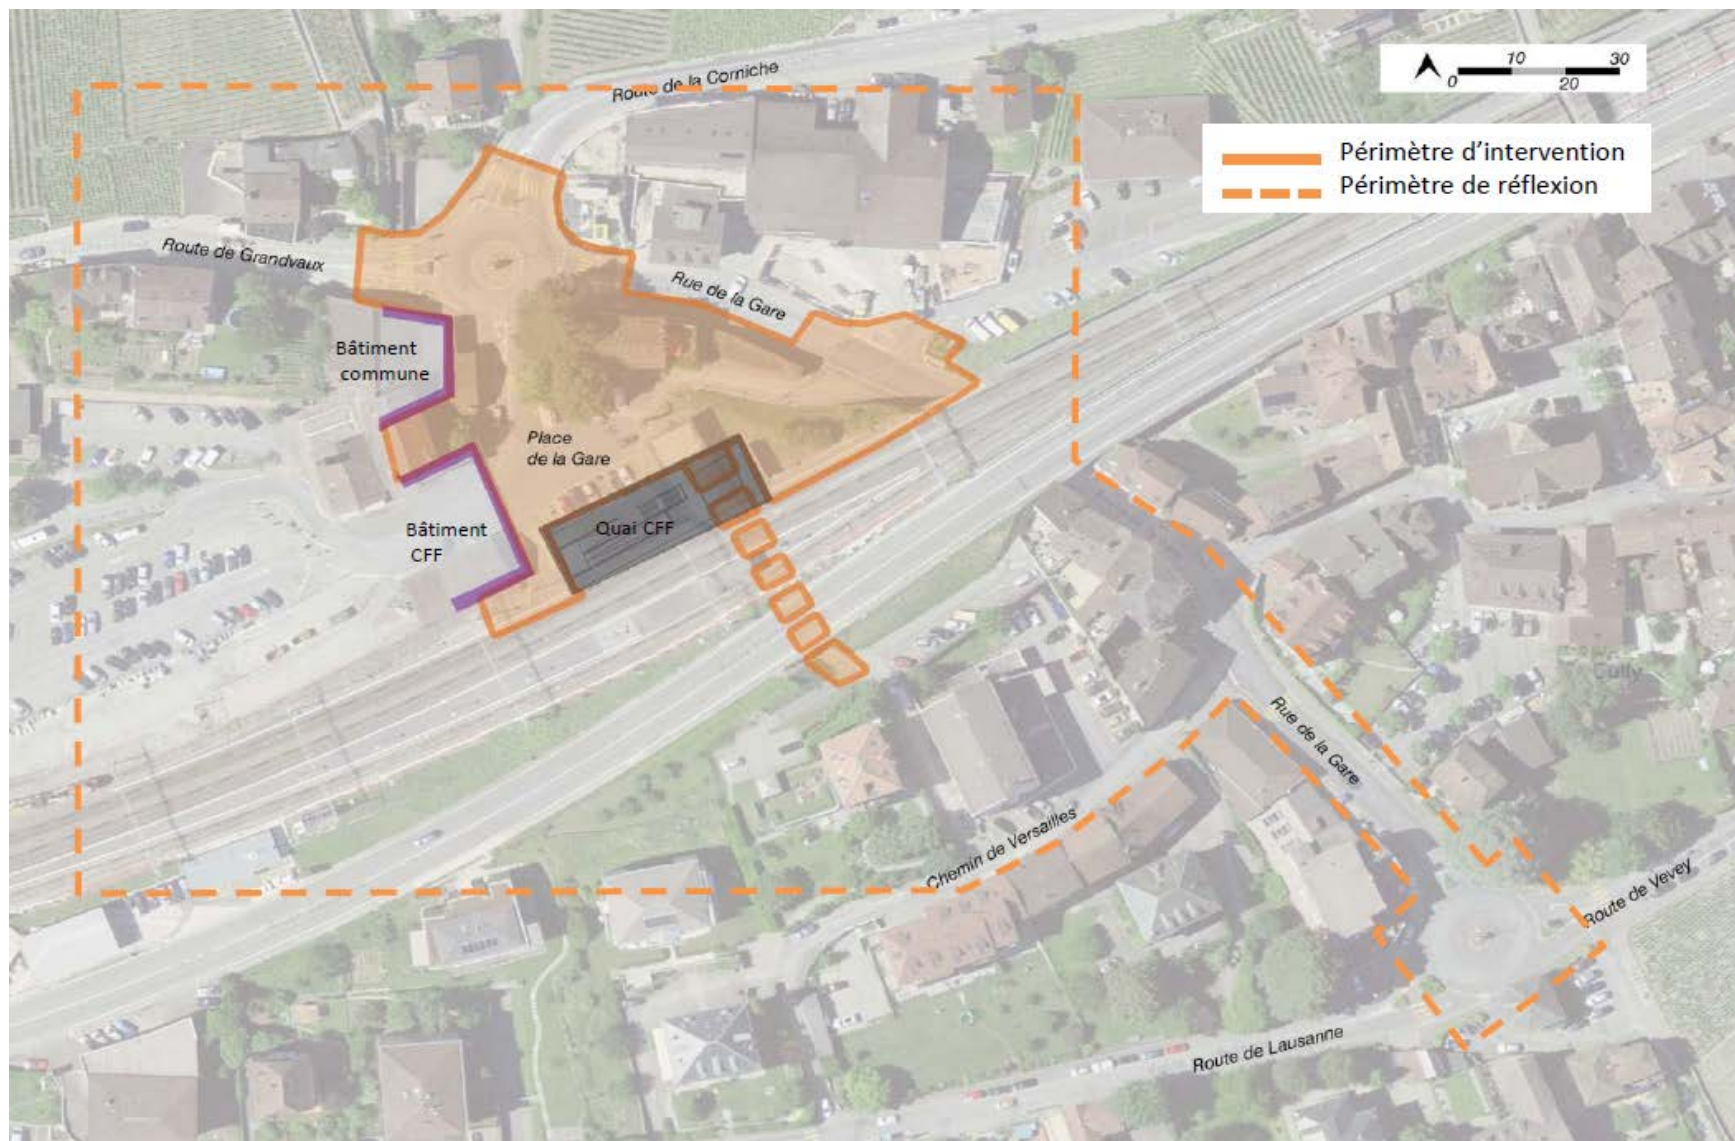 Route de la Corniche
10 30
0 20
Périmètre d'intervention
Périmètre de réflexion
Route de Grandvaux
Rue de la Gare
Bâtiment
commune
Place
de la Gare
Bâtiment
CFF
Quai CFF
Cully
Rue de la Gare
Chemin de Versailles
Route de Vevey
Route de Lausanne